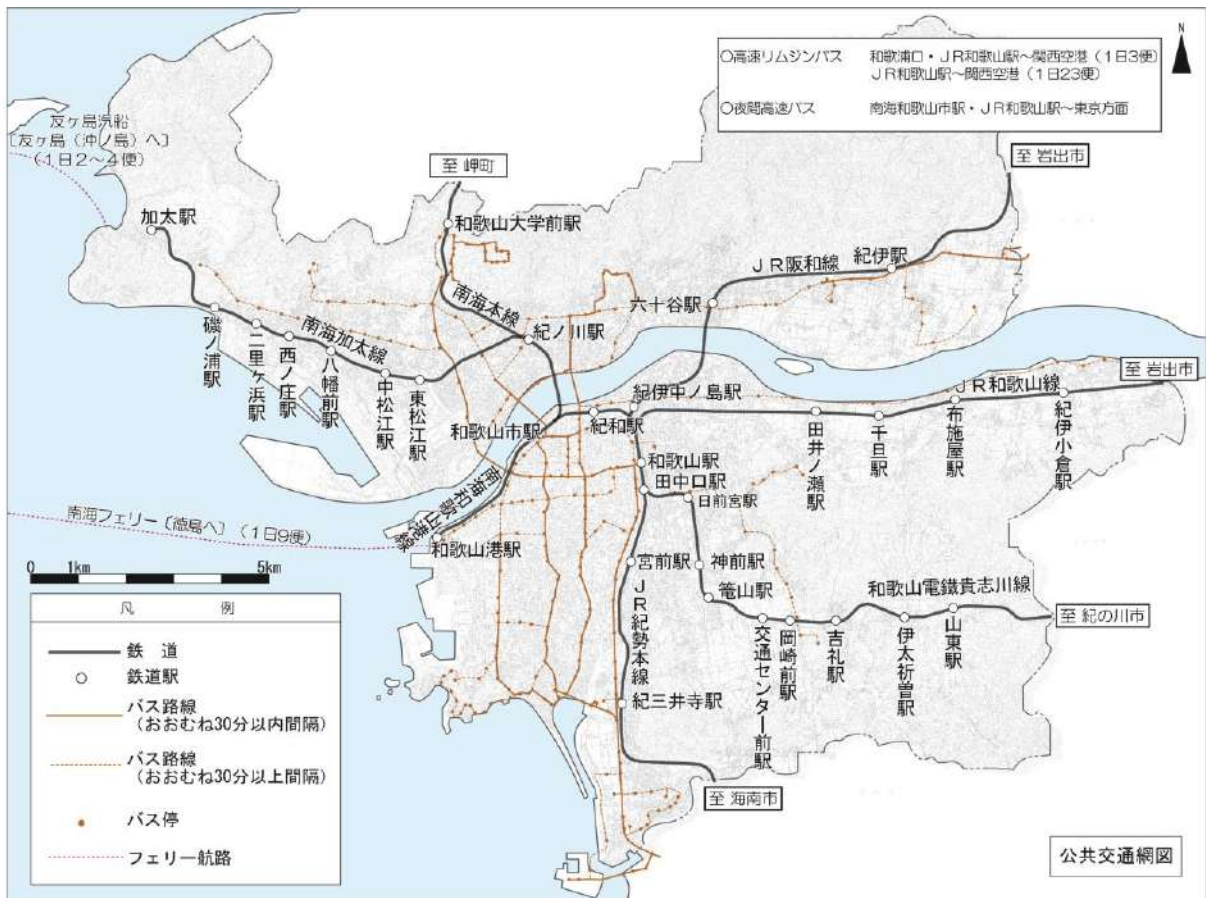 ○高速リムジンバス 和歌浦口・JR和歌山駅～関西空港（1日3便）
JR和歌山駅～関西空港（1日23便）
○夜間高速バス 南海和歌山市駅・JR和歌山駅～東京方面
N
友ヶ島汽船
〔友ヶ島（沖ノ島）へ〕
（1日2～4便）
至 岬町
至 岩出市
加太駅
和歌山大学前駅
JR阪和線
紀伊駅
六十谷駅
南海本線
紀ノ川駅
南海加太線
磯ノ浦駅
二里ヶ浜駅
西ノ庄駅
八幡前駅
中松江駅
東松江駅
至 岩出市
JR和歌山線
紀伊中ノ島駅
和歌山市駅
紀和駅
田井ノ瀬駅
千旦駅
布施屋駅
紀伊小倉駅
和歌山駅
田中口駅
日前宮駅
南海和歌山港線
南海フェリー〔徳島へ〕（1日9便）
和歌山港駅
宮前駅
神前駅
竈山駅
JR紀勢本線
和歌山電鐵貴志川線
至 紀の川市
交通センター前駅
岡崎前駅
吉礼駅
伊太祈曽駅
山東駅
紀三井寺駅
至 海南市
0 1km 5km
凡 例
鉄 道
鉄道駅
バス路線
（おおむね30分以内間隔）
バス路線
（おおむね30分以上間隔）
バス停
フェリー航路
公共交通網図